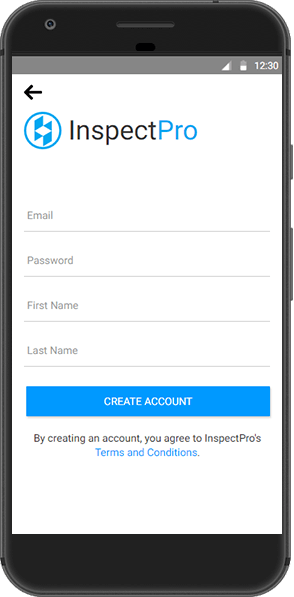 12:30
InspectPro
Email
Password
First Name
Last Name
CREATE ACCOUNT
By creating an account, you agree to InspectPro's
Terms and Conditions.